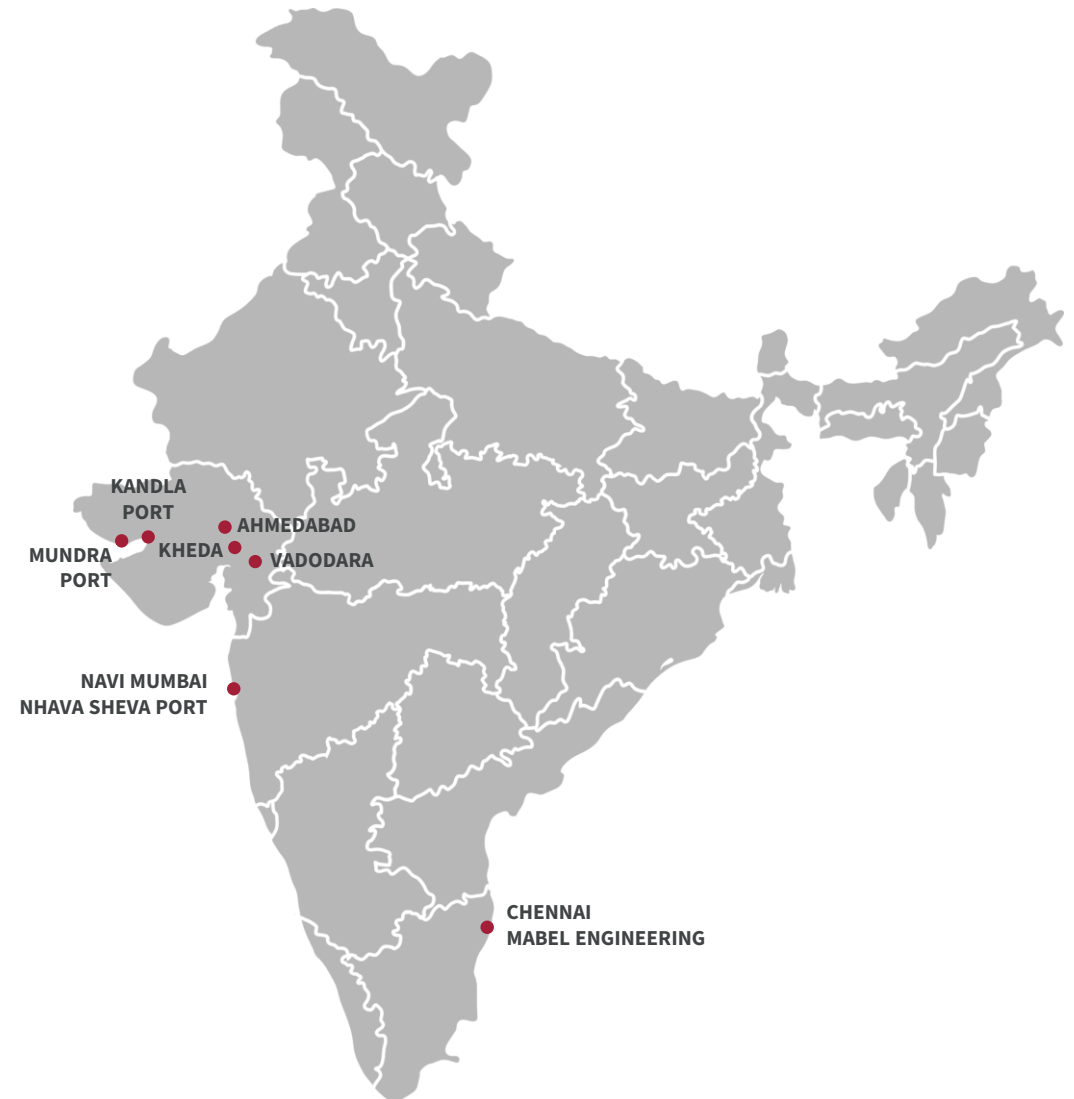 KANDLA
PORT
AHMEDABAD
MUNDRA
PORT
KHEDA
VADODARA
NAVI MUMBAI
NHAVA SHEVA PORT
CHENNAI
MABEL ENGINEERING